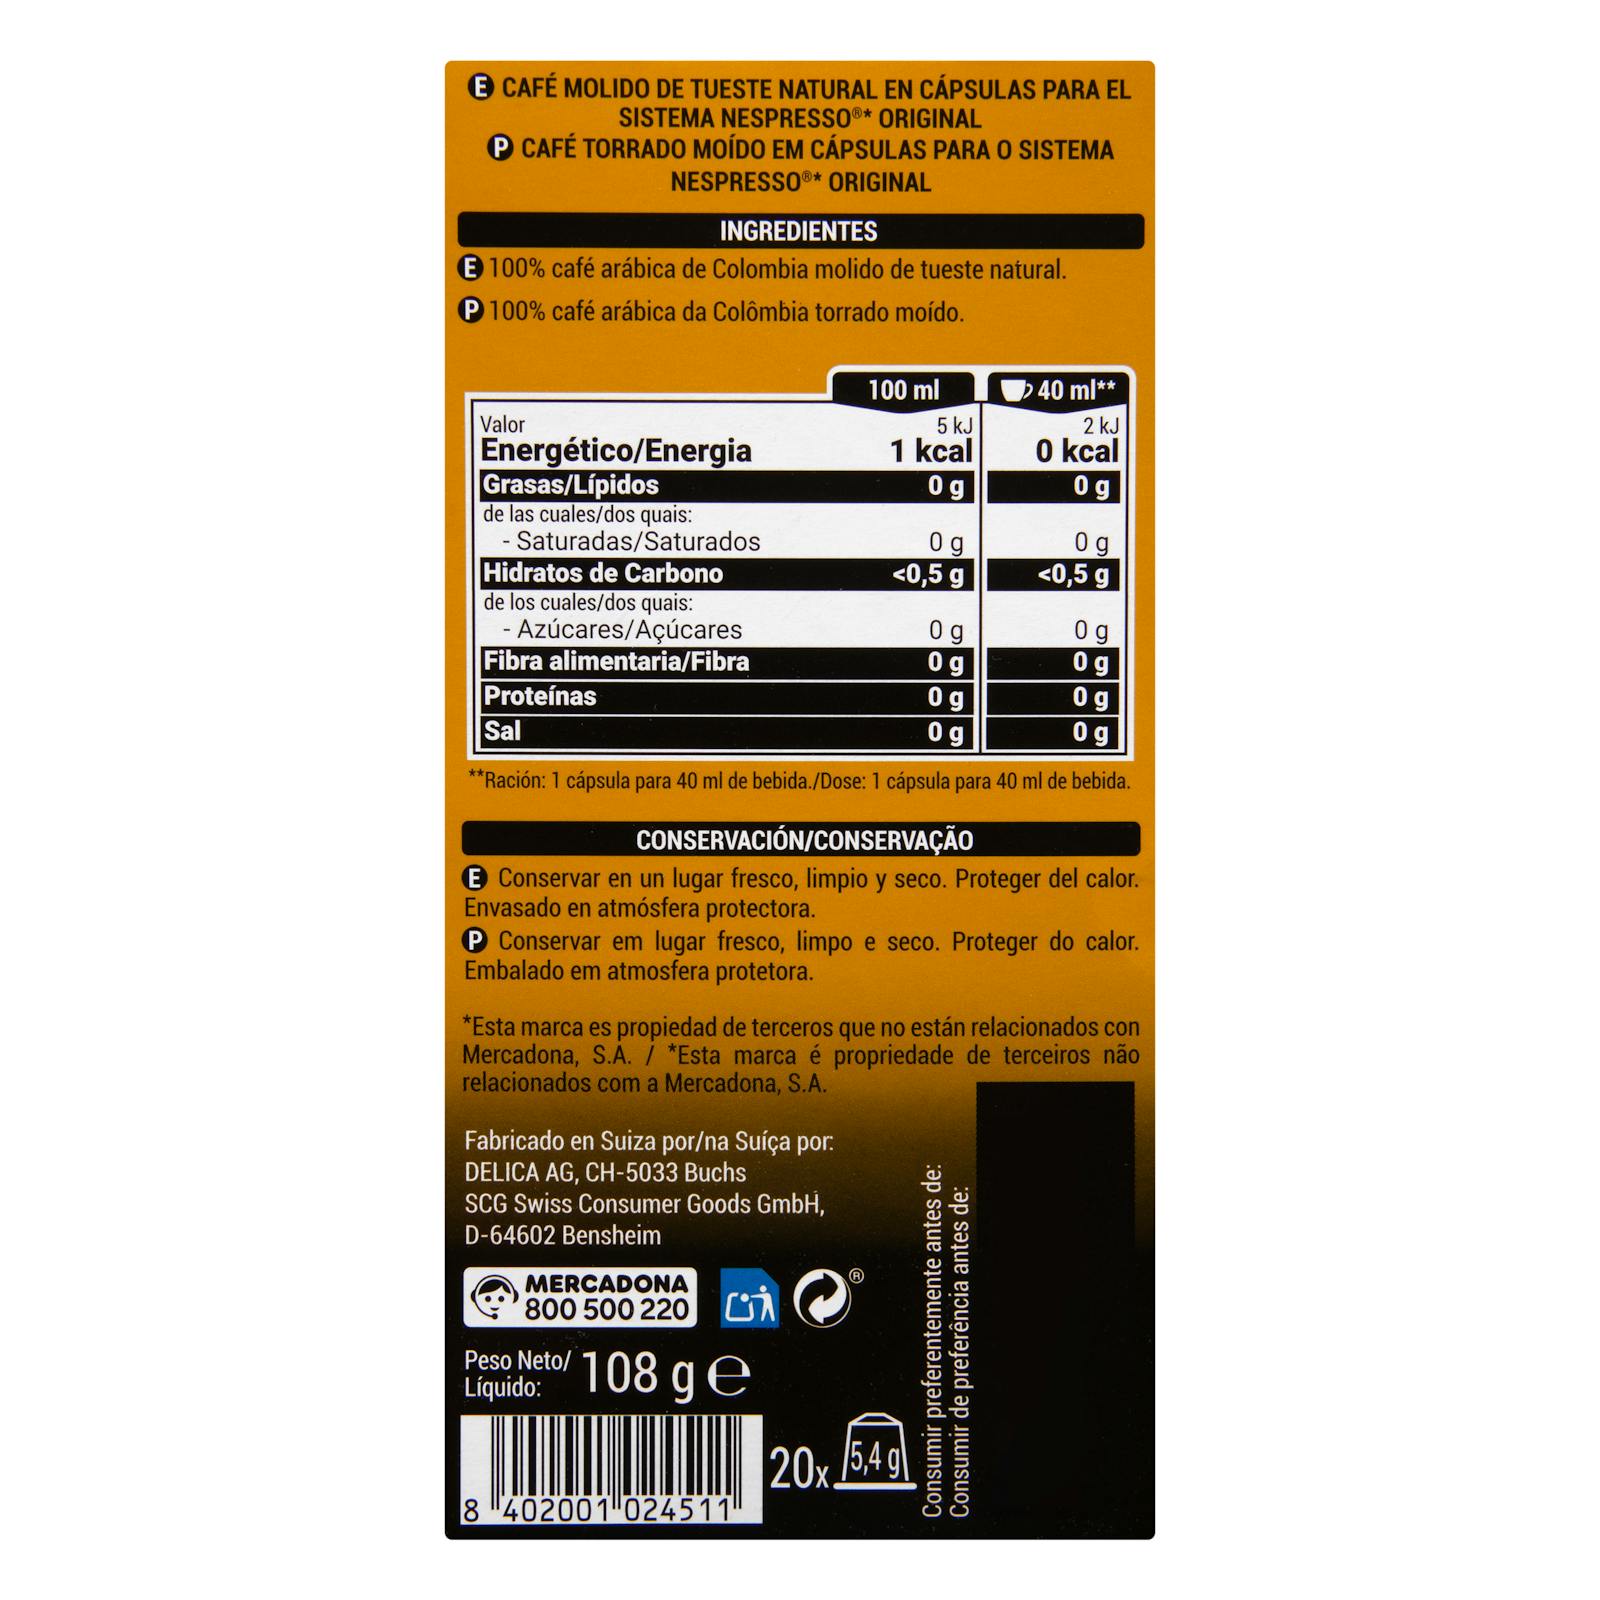 E CAFÉ MOLIDO DE TUESTE NATURAL EN CÁPSULAS PARA EL
SISTEMA NESPRESSO®* ORIGINAL
P CAFÉ TORRADO MOÍDO EM CÁPSULAS PARA O SISTEMA
NESPRESSO®* ORIGINAL
INGREDIENTES
E 100% café arábica de Colombia molido de tueste natural.
P 100% café arábica da Colômbia torrado moído.
100 ml 40 ml**
Valor 5 kJ 2 kJ
Energético/Energia 1 kcal 0 kcal
Grasas/Lípidos 0 g 0 g
de las cuales/dos quais:
- Saturadas/Saturados 0 g 0 g
Hidratos de Carbono <0,5 g <0,5 g
de los cuales/dos quais:
- Azúcares/Açúcares 0 g 0 g
Fibra alimentaria/Fibra 0 g 0 g
Proteínas 0 g 0 g
Sal 0 g 0 g
**Ración: 1 cápsula para 40 ml de bebida./Dose: 1 cápsula para 40 ml de bebida.
CONSERVACIÓN/CONSERVAÇÃO
E Conservar en un lugar fresco, limpio y seco. Proteger del calor.
Envasado en atmósfera protectora.
P Conservar em lugar fresco, limpo e seco. Proteger do calor.
Embalado em atmosfera protetora.
*Esta marca es propiedad de terceros que no están relacionados con
Mercadona, S.A. / *Esta marca é propriedade de terceiros não
relacionados com a Mercadona, S.A.
Fabricado en Suiza por/na Suíça por:
DELICA AG, CH-5033 Buchs
SCG Swiss Consumer Goods GmbH,
D-64602 Bensheim
MERCADONA
800 500 220
®
Peso Neto/
Líquido:
108 g e
20x 5,4 g
8 402001 024511
Consumir preferentemente antes de:
Consumir de preferência antes de: